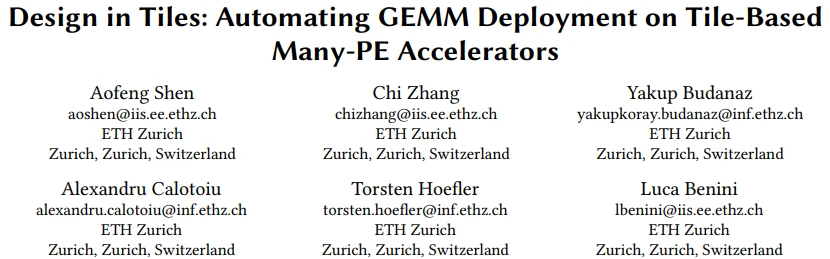 Design in Tiles: Automating GEMM Deployment on Tile-Based
Many-PE Accelerators
Aofeng Shen
aoshen@iis.ee.ethz.ch
ETH Zurich
Zurich, Zurich, Switzerland
Chi Zhang
chizhang@iis.ee.ethz.ch
ETH Zurich
Zurich, Zurich, Switzerland
Yakup Budanaz
yakupkoray.budanaz@inf.ethz.ch
ETH Zurich
Zurich, Zurich, Switzerland
Alexandru Calotoiu
alexandru.calotoiu@inf.ethz.ch
ETH Zurich
Zurich, Zurich, Switzerland
Torsten Hoefler
torsten.hoefler@inf.ethz.ch
ETH Zurich
Zurich, Zurich, Switzerland
Luca Benini
lbenini@iis.ee.ethz.ch
ETH Zurich
Zurich, Zurich, Switzerland